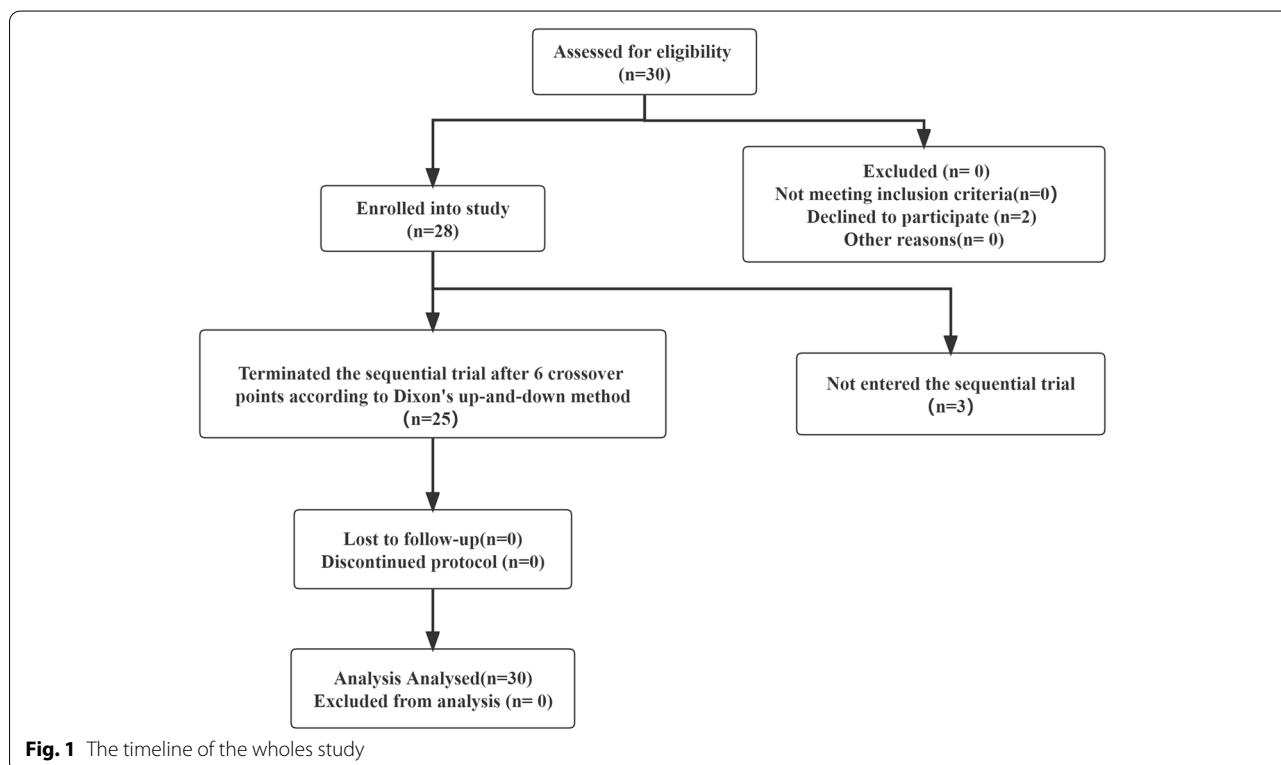 Assessed for eligibility
(n=30)
Excluded (n= 0)
Not meeting inclusion criteria(n=0)
Declined to participate (n=2)
Other reasons(n= 0)
Enrolled into study
(n=28)
Terminated the sequential trial after 6 crossover
points according to Dixon's up-and-down method
(n=25)
Not entered the sequential trial
(n=3)
Lost to follow-up(n=0)
Discontinued protocol (n=0)
Analysis Analysed(n=30)
Excluded from analysis (n= 0)
Fig. 1 The timeline of the wholes study